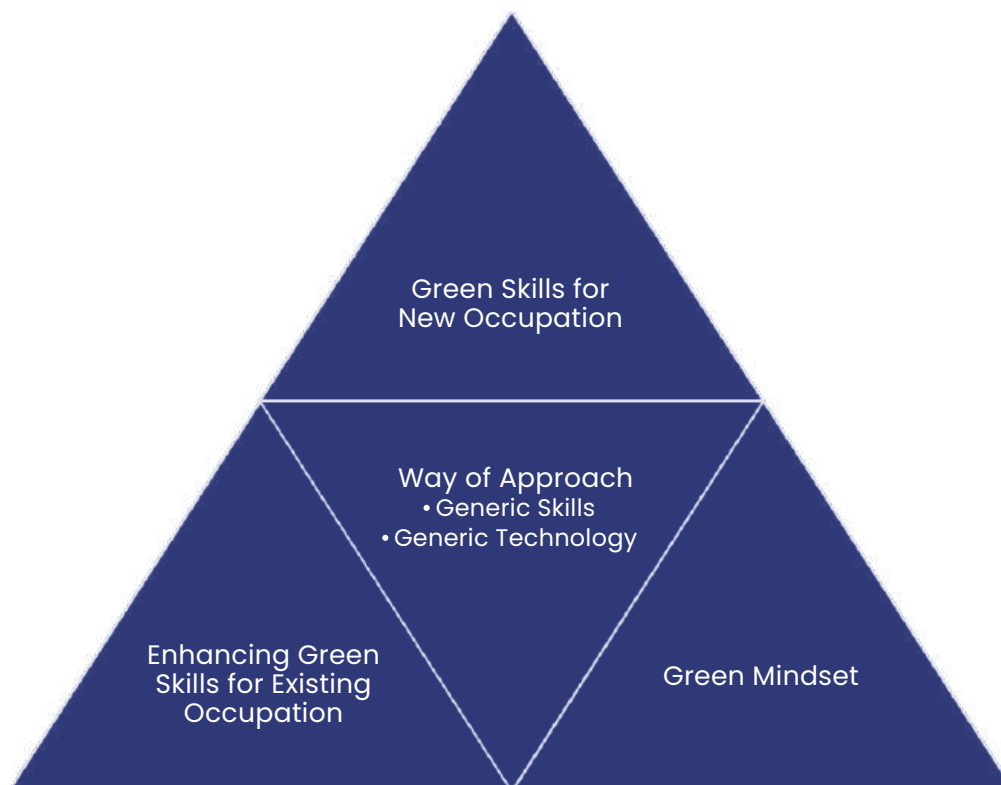 Green Skills for
New Occupation
Way of Approach
• Generic Skills
• Generic Technology
Enhancing Green
Skills for Existing
Occupation
Green Mindset